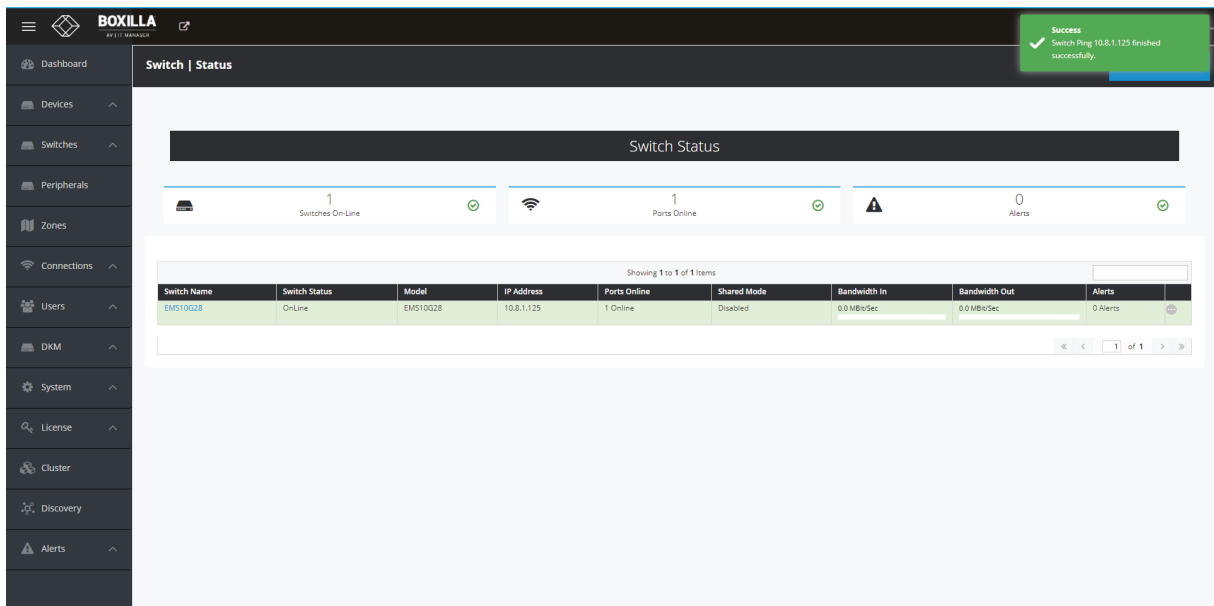 BOXILLA
AV | IT MANAGER
Success
Switch Ping 10.8.1.125 finished
successfully.
Dashboard
Switch | Status
Devices
Switches
Peripherals
Zones
Connections
Users
DKM
System
License
Cluster
Discovery
Alerts
Switch Status
1
Switches On-Line
1
Ports Online
0
Alerts
Showing 1 to 1 of 1 Items
Switch Name Switch Status Model IP Address Ports Online Shared Mode Bandwidth In Bandwidth Out Alerts
EMS10G28 OnLine EMS10G28 10.8.1.125 1 Online Disabled 0.0 MBit/Sec 0.0 MBit/Sec 0 Alerts
« < 1 of 1 > »